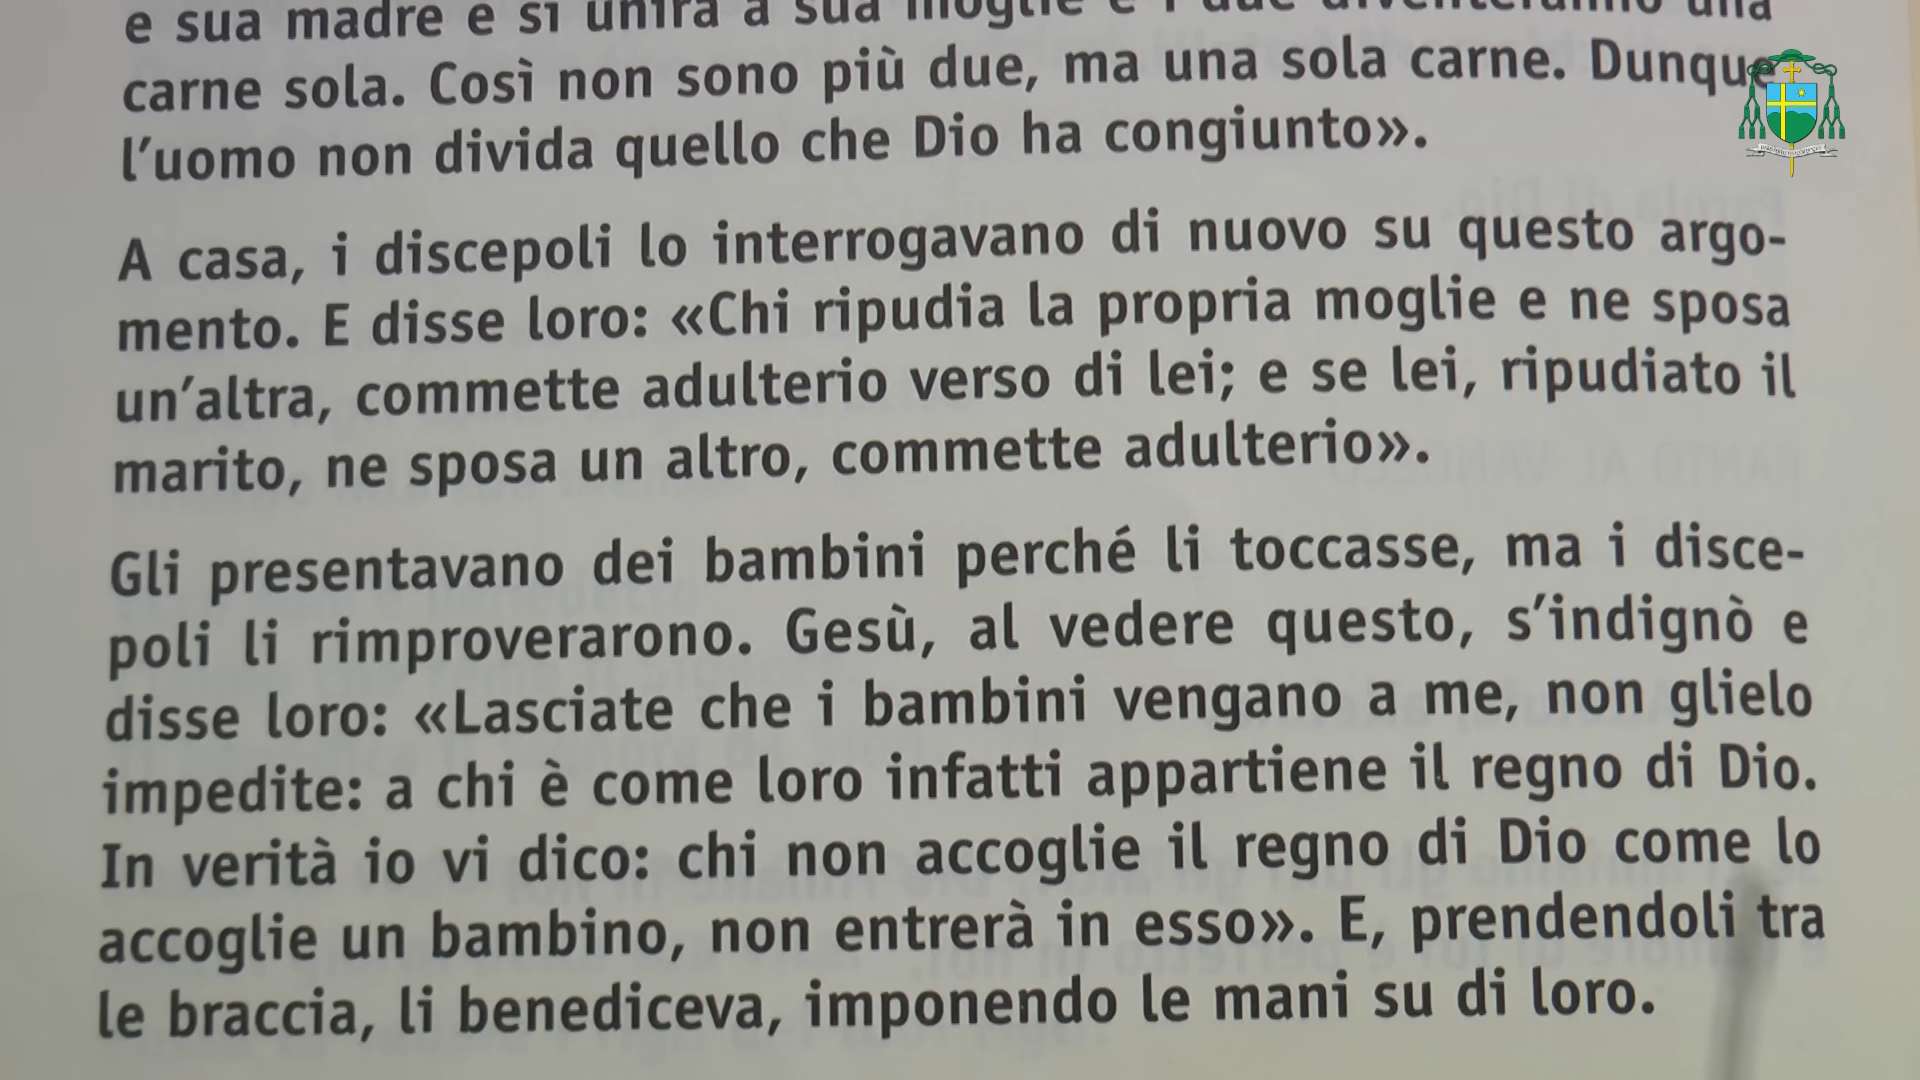 e sua madre e si unirà a sua moglie e i due diventeranno una
carne sola. Così non sono più due, ma una sola carne. Dunque
l’uomo non divida quello che Dio ha congiunto».
A casa, i discepoli lo interrogavano di nuovo su questo argo-
mento. E disse loro: «Chi ripudia la propria moglie e ne sposa
un’altra, commette adulterio verso di lei; e se lei, ripudiato il
marito, ne sposa un altro, commette adulterio».
Gli presentavano dei bambini perché li toccasse, ma i disce-
poli li rimproverarono. Gesù, al vedere questo, s’indignò e
disse loro: «Lasciate che i bambini vengano a me, non glielo
impedite: a chi è come loro infatti appartiene il regno di Dio.
In verità io vi dico: chi non accoglie il regno di Dio come lo
accoglie un bambino, non entrerà in esso». E, prendendoli tra
le braccia, li benediceva, imponendo le mani su di loro.